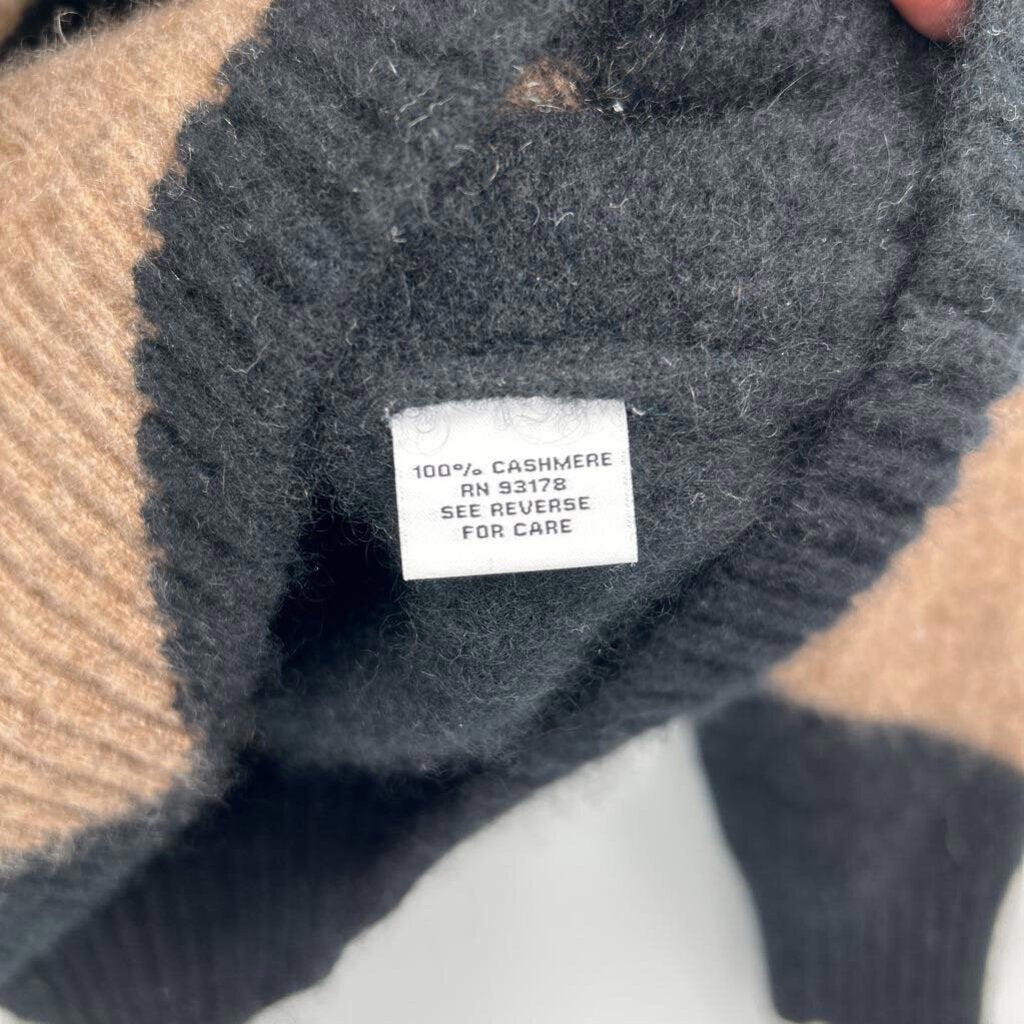 100% CASHMERE
RN 93178
SEE REVERSE
FOR CARE